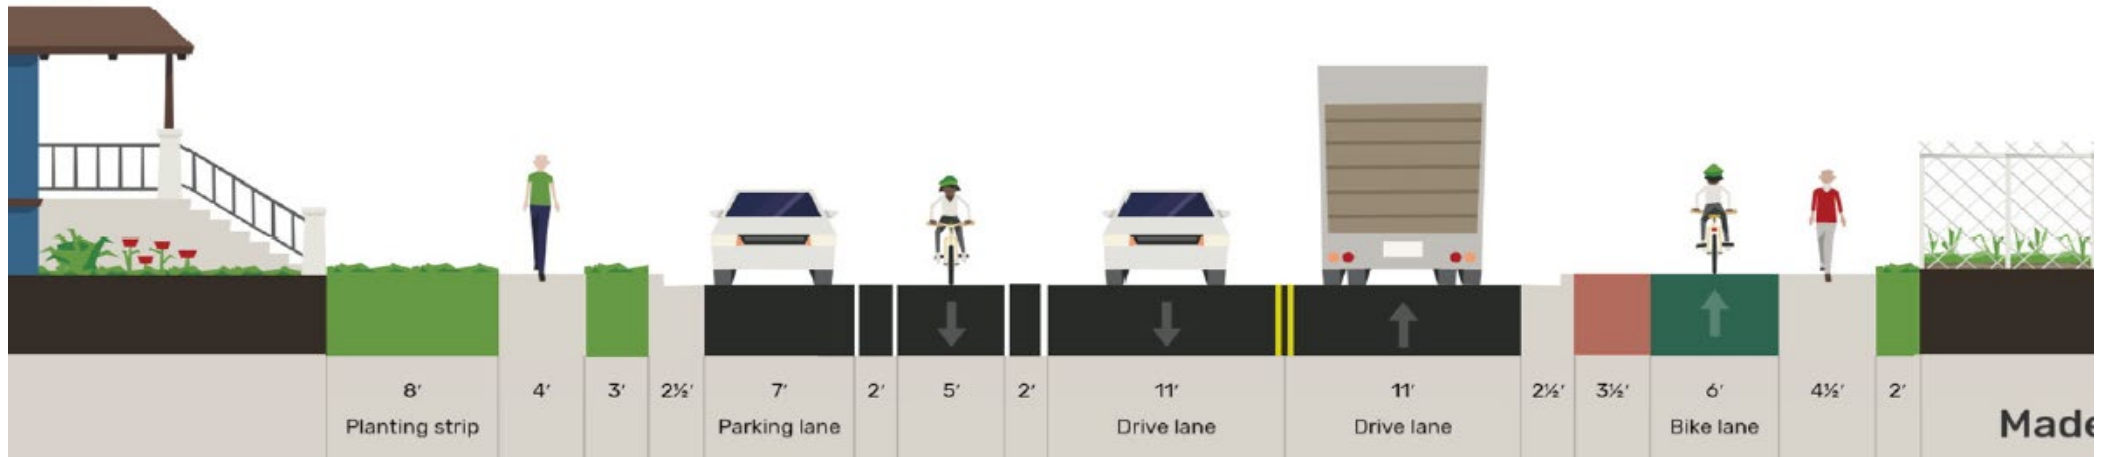 8′ 4′ 3′ 2½′ 7′ 2′ 5′ 2′ 11′ 11′ 2½′ 3½′ 6′ 4½′ 2′
Planting strip Parking lane Drive lane Drive lane Bike lane
Made